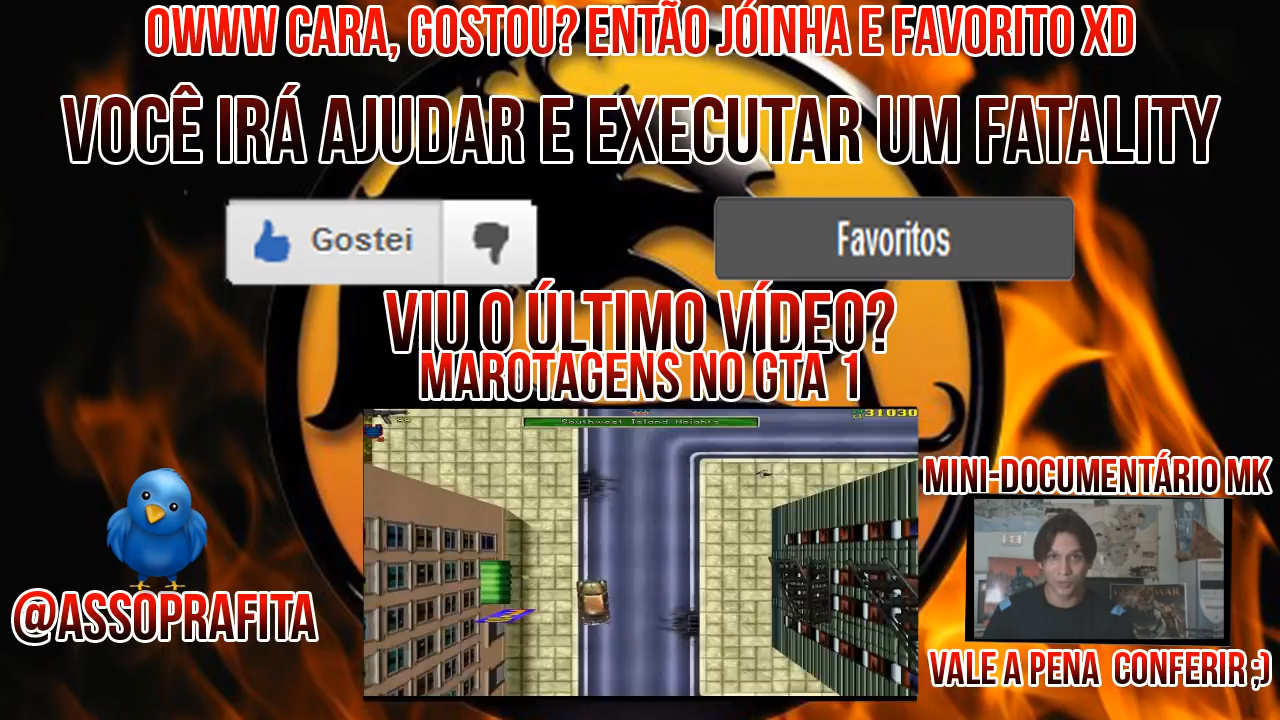 OWWW CARA, GOSTOU? ENTÃO JÓINHA E FAVORITO XD
VOCÊ IRÁ AJUDAR E EXECUTAR UM FATALITY
Gostei
Favoritos
VIU O ÚLTIMO VÍDEO?
MAROTAGENS NO GTA 1
31030
Southwest Island Heights
MINI-DOCUMENTÁRIO MK
@ASSOPRAFITA
VALE A PENA CONFERIR ;)